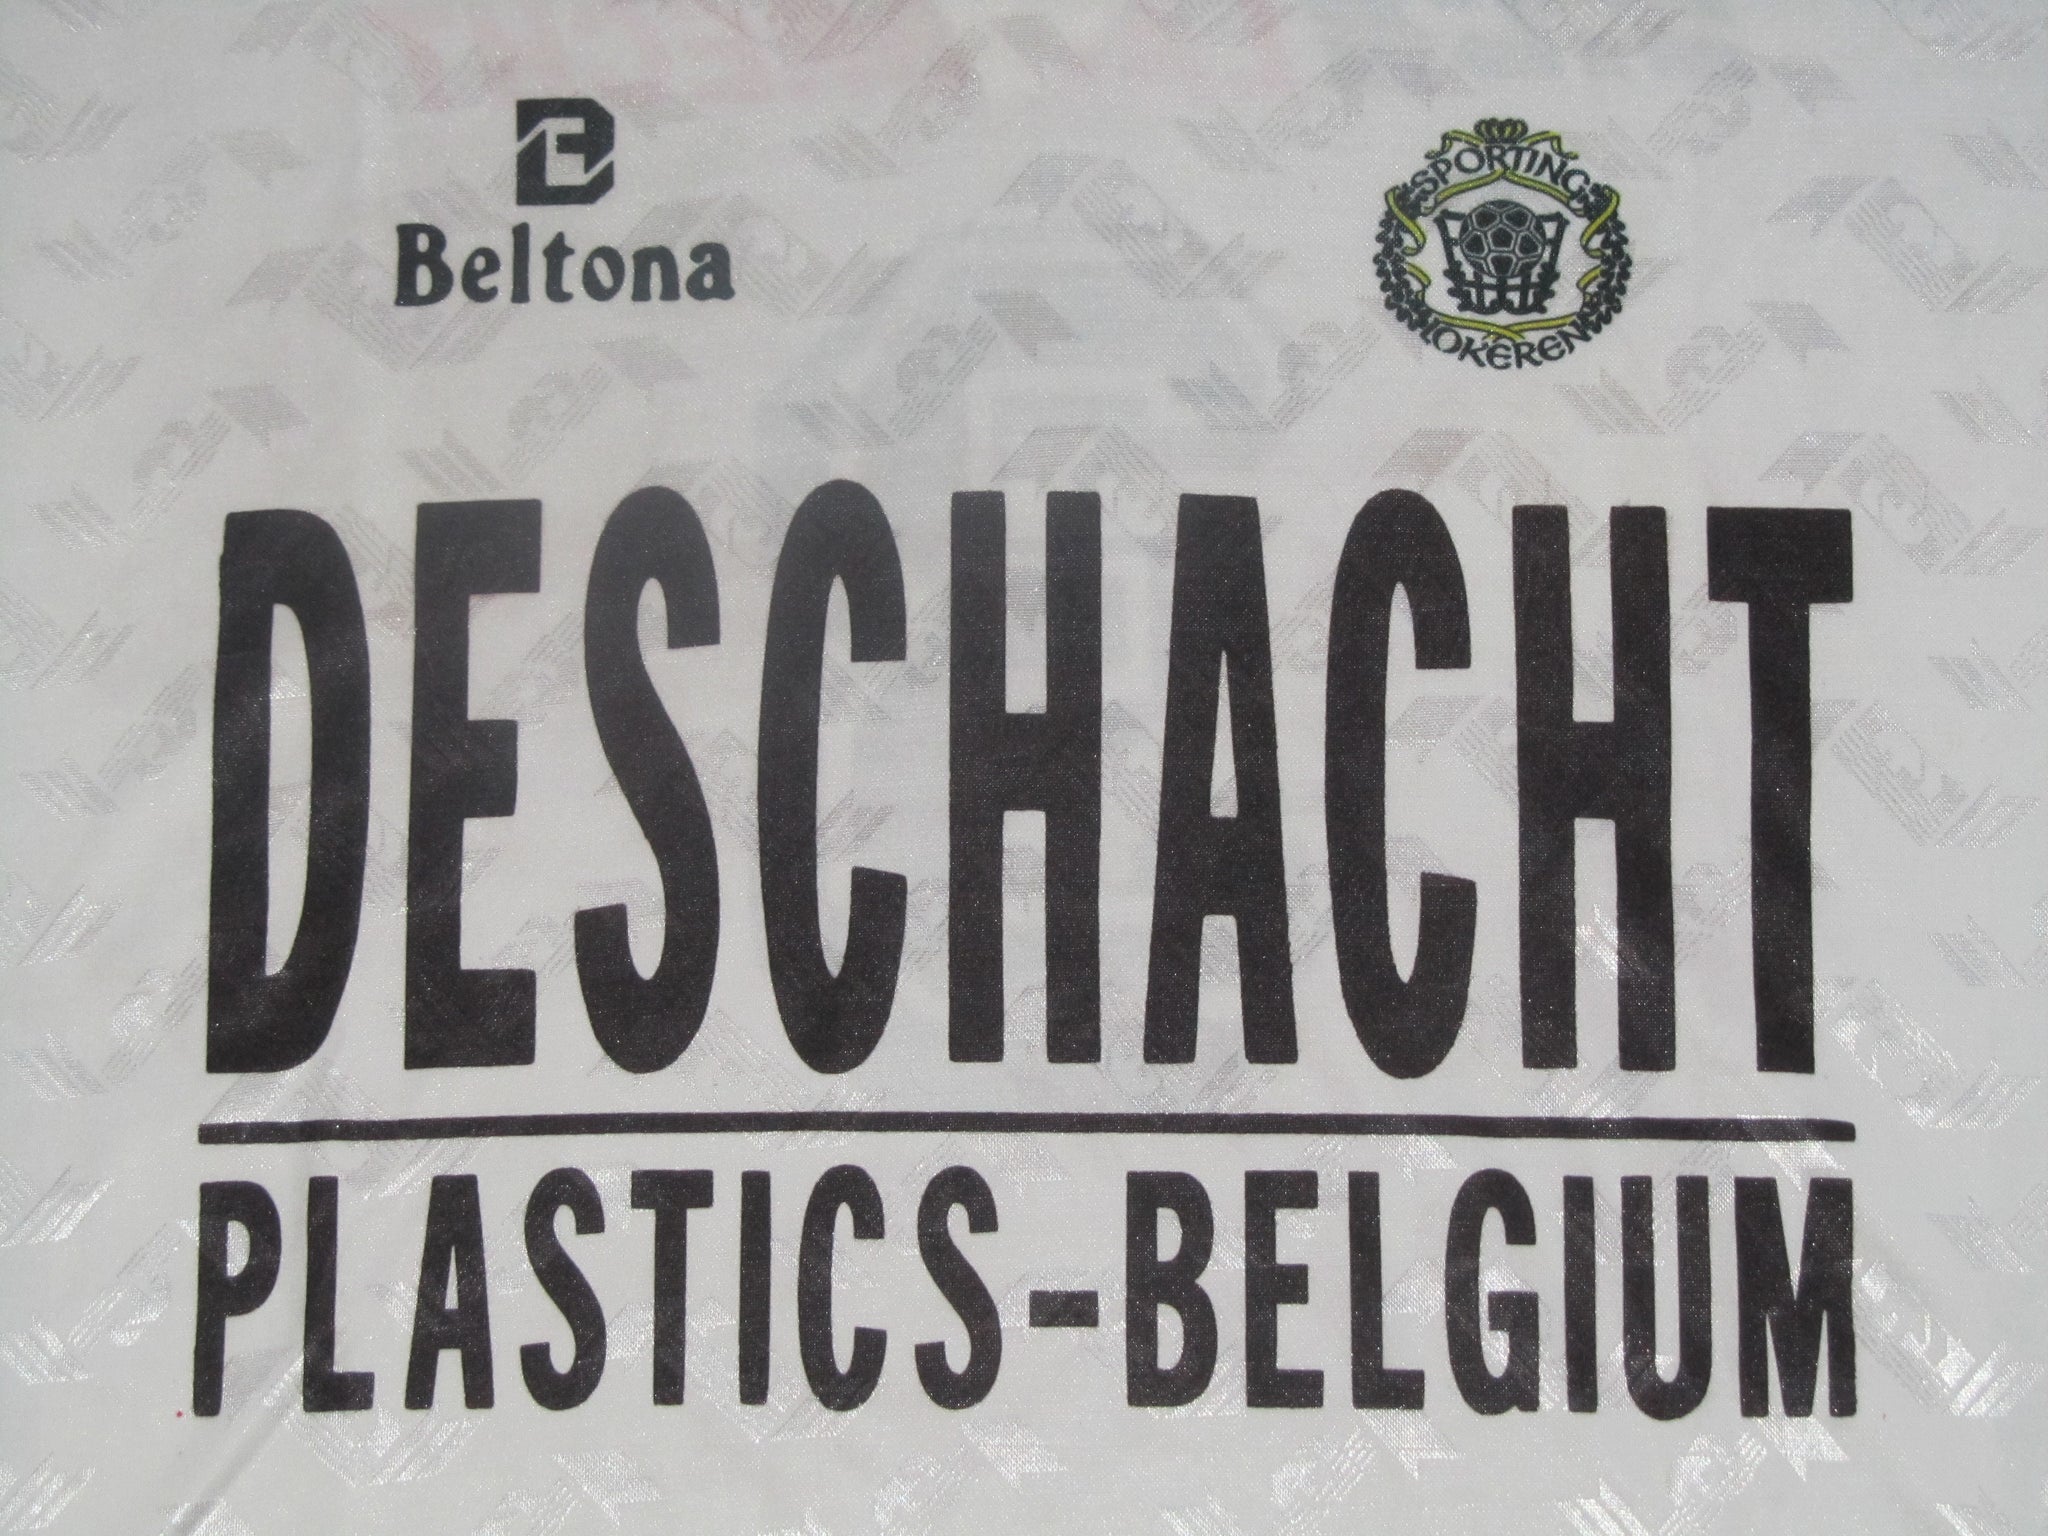 Beltona
SPORTING
LOKEREN
DESCHACHT
PLASTICS-BELGIUM